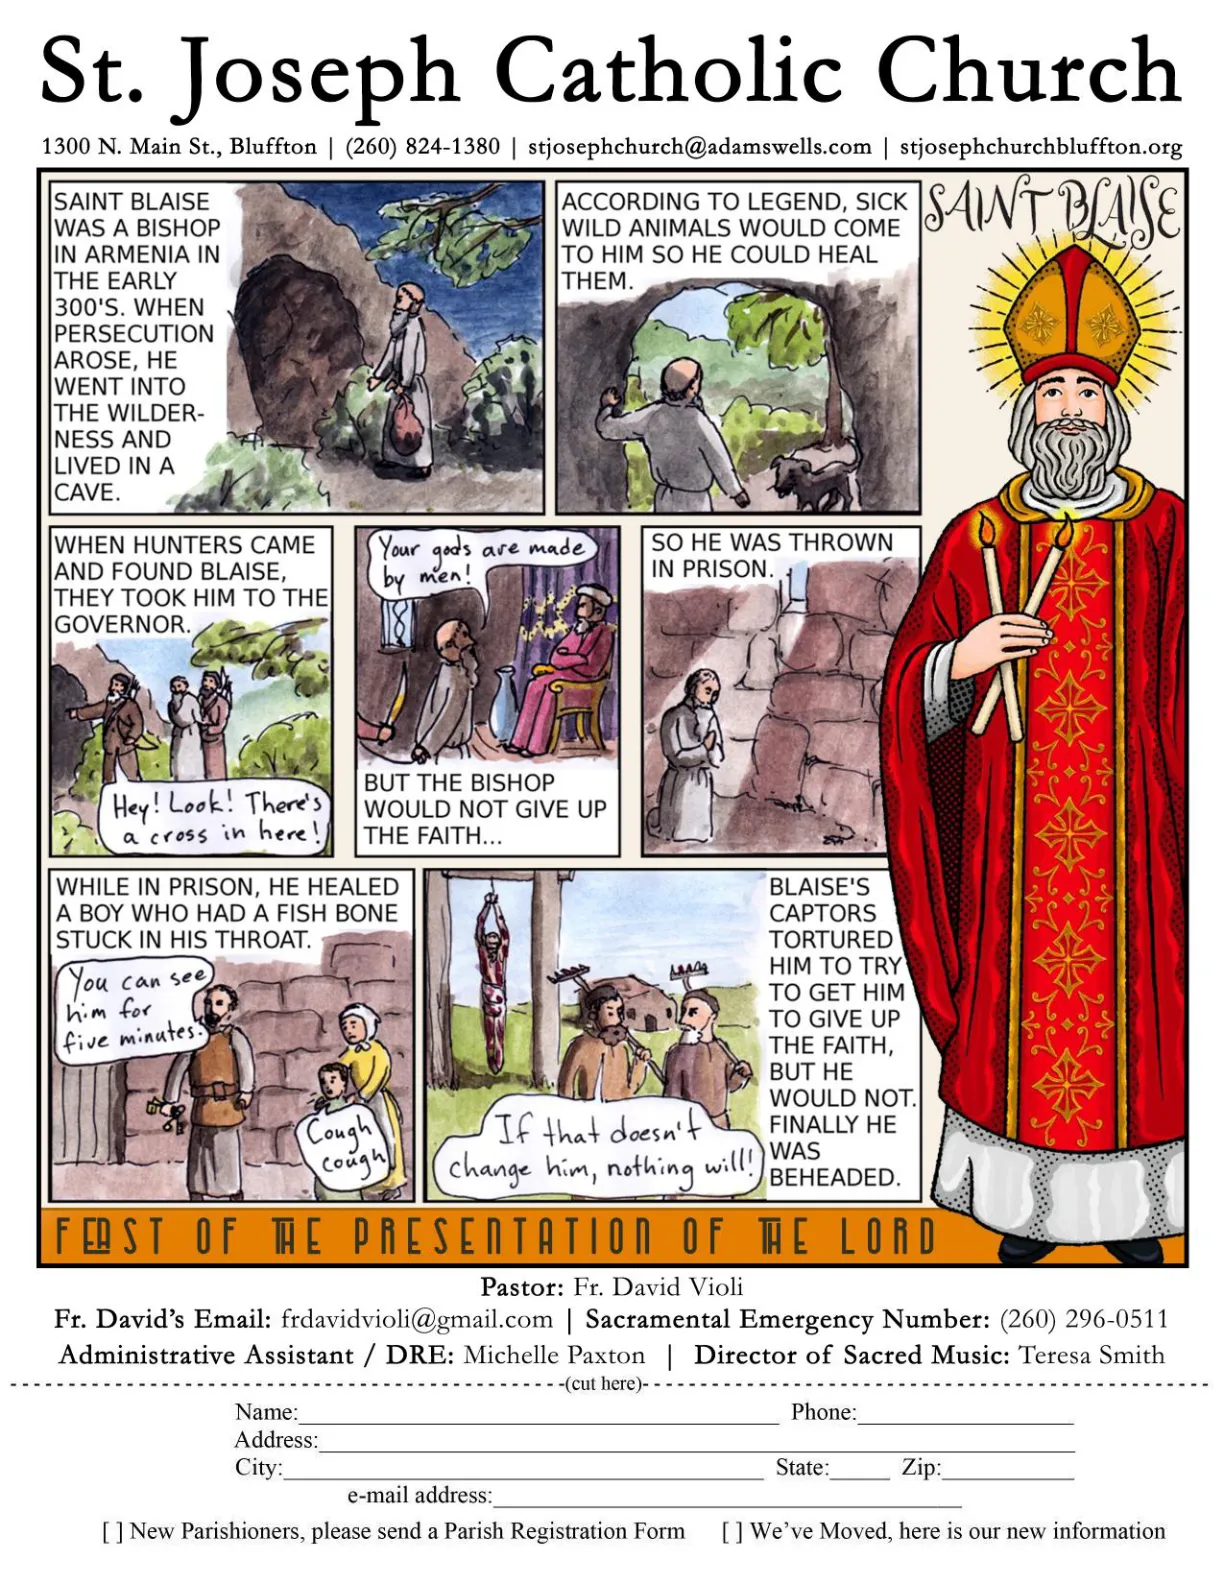 St. Joseph Catholic Church
1300 N. Main St., Bluffton | (260) 824-1380 | stjosephchurch@adamswells.com | stjosephchurchbluffton.org
SAINT BLAISE
WAS A BISHOP
IN ARMENIA IN
THE EARLY
300'S. WHEN
PERSECUTION
AROSE, HE
WENT INTO
THE WILDER-
NESS AND
LIVED IN A
CAVE.
ACCORDING TO LEGEND, SICK
WILD ANIMALS WOULD COME
TO HIM SO HE COULD HEAL
THEM.
SAINT BLAISE
WHEN HUNTERS CAME
AND FOUND BLAISE,
THEY TOOK HIM TO THE
GOVERNOR.
Hey! Look! There's
a cross in here!
Your gods are made
by men!
BUT THE BISHOP
WOULD NOT GIVE UP
THE FAITH...
SO HE WAS THROWN
IN PRISON.
WHILE IN PRISON, HE HEALED
A BOY WHO HAD A FISH BONE
STUCK IN HIS THROAT.
You can see
him for
five minutes.
Cough
cough
If that doesn't
change him, nothing will!
BLAISE'S
CAPTORS
TORTURED
HIM TO TRY
TO GET HIM
TO GIVE UP
THE FAITH,
BUT HE
WOULD NOT.
FINALLY HE
WAS
BEHEADED.
FEAST OF THE PRESENTATION OF THE LORD
Pastor: Fr. David Violi
Fr. David's Email: frdavidvioli@gmail.com | Sacramental Emergency Number: (260) 296-0511
Administrative Assistant / DRE: Michelle Paxton | Director of Sacred Music: Teresa Smith
(cut here)
Name: Phone:
Address:
City: State: Zip:
e-mail address:
[ ] New Parishioners, please send a Parish Registration Form [ ] We've Moved, here is our new information